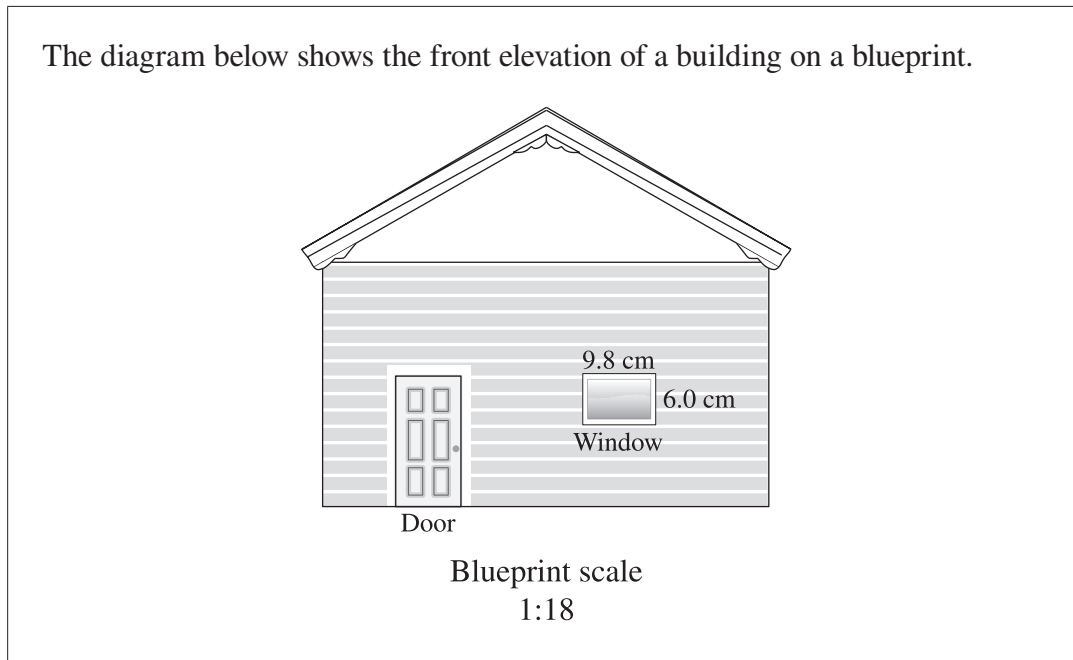 The diagram below shows the front elevation of a building on a blueprint.
9.8 cm
6.0 cm
Window
Door
Blueprint scale
1:18